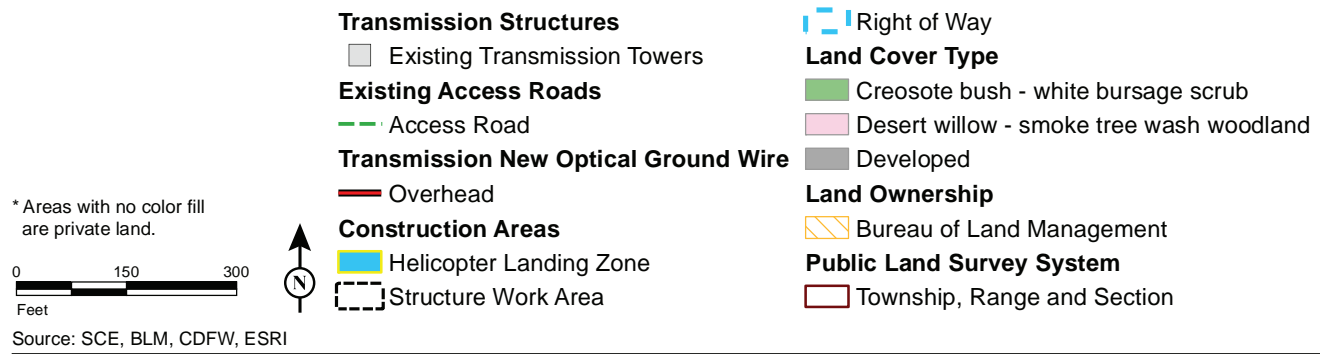 * Areas with no color fill
are private land.
0 150 300
Feet
N
Source: SCE, BLM, CDFW, ESRI
Transmission Structures
Existing Transmission Towers
Existing Access Roads
Access Road
Transmission New Optical Ground Wire
Overhead
Construction Areas
Helicopter Landing Zone
Structure Work Area
Right of Way
Land Cover Type
Creosote bush - white bursage scrub
Desert willow - smoke tree wash woodland
Developed
Land Ownership
Bureau of Land Management
Public Land Survey System
Township, Range and Section